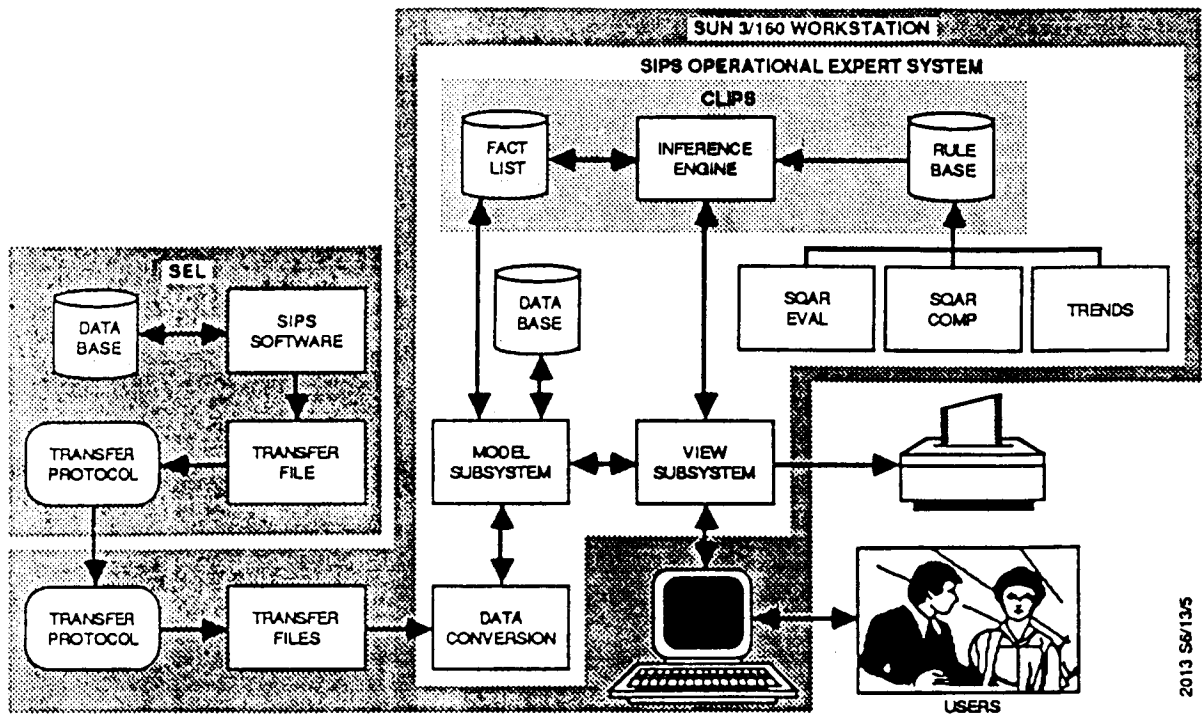 SUN 3/160 WORKSTATION
SIPS OPERATIONAL EXPERT SYSTEM
CLIPS
FACT
LIST
INFERENCE
ENGINE
RULE
BASE
SEL
DATA
BASE
SIPS
SOFTWARE
DATA
BASE
SQAR
EVAL
SQAR
COMP
TRENDS
TRANSFER
PROTOCOL
TRANSFER
FILE
MODEL
SUBSYSTEM
VIEW
SUBSYSTEM
TRANSFER
PROTOCOL
TRANSFER
FILES
DATA
CONVERSION
USERS
2013 S6/13/5